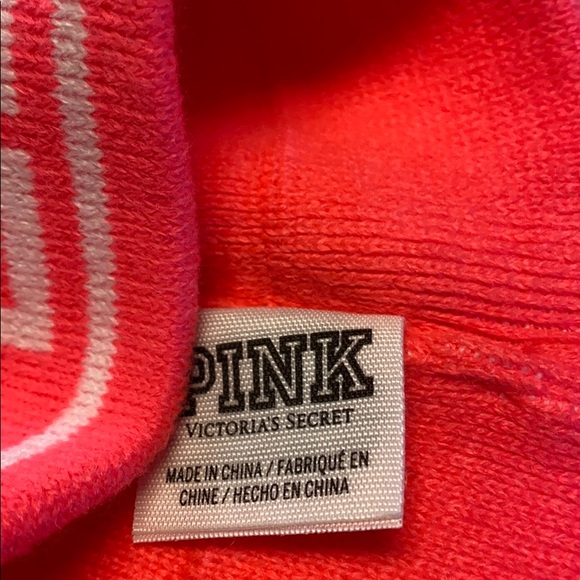 PINK
VICTORIA'S SECRET
MADE IN CHINA / FABRIQUÉ EN
CHINE / HECHO EN CHINA